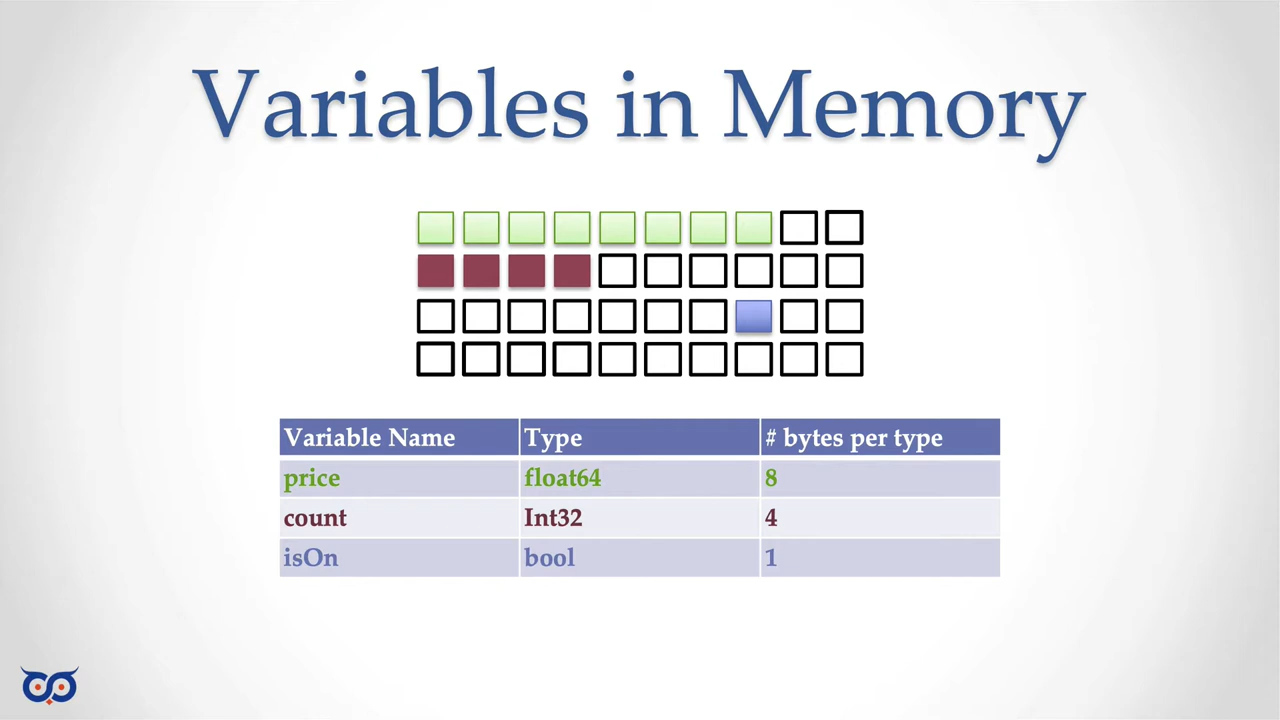 Variables in Memory
Variable Name Type # bytes per type
price float64 8
count Int32 4
isOn bool 1